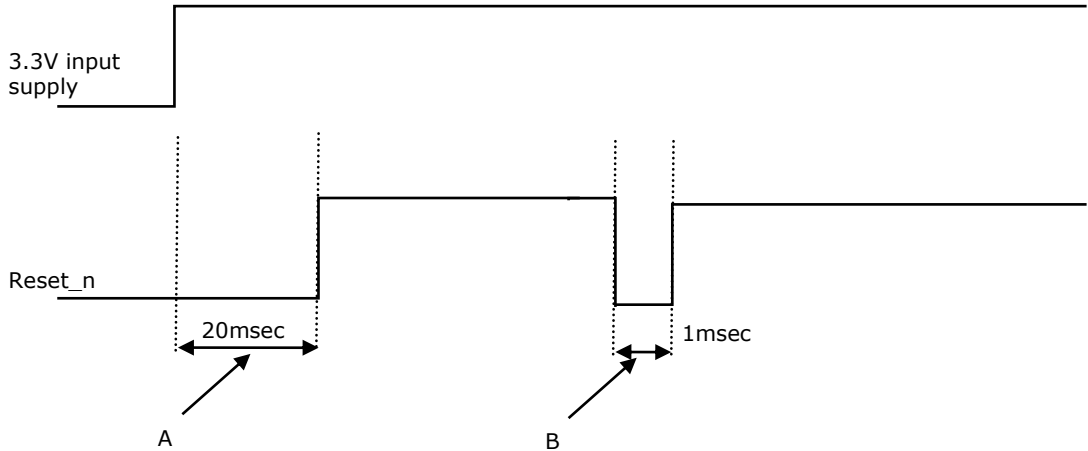 3.3V input
supply
Reset_n
20msec
1msec
A
B